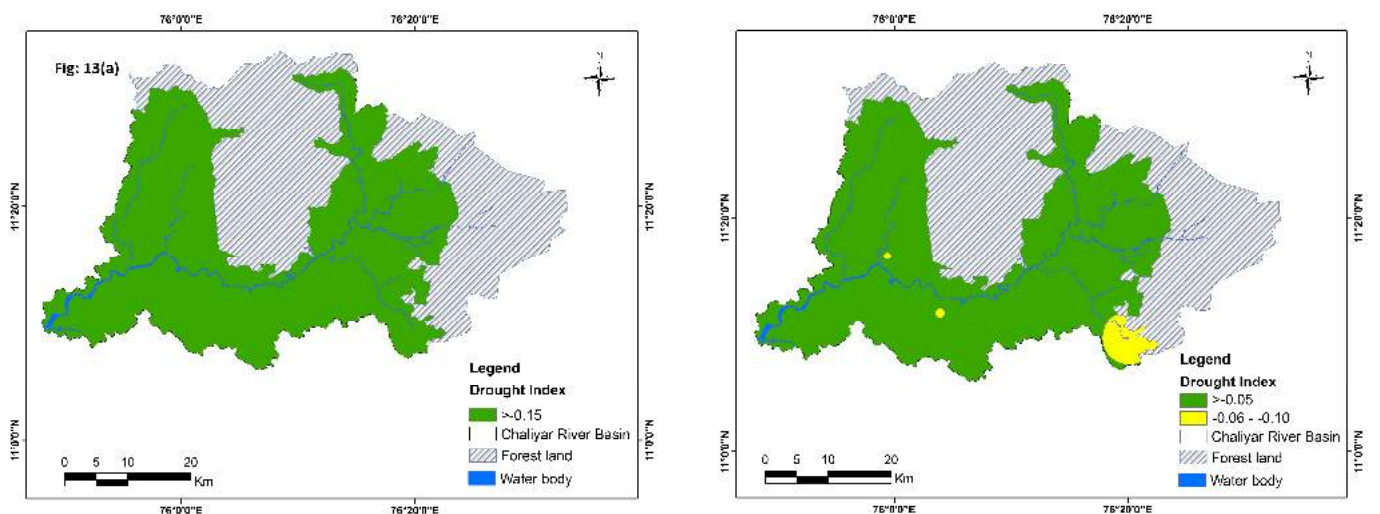 76°0'0"E 76°20'0"E
Fig: 13(a)
11°20'0"N
11°20'0"N
11°0'0"N
11°0'0"N
Legend
Drought Index
>-0.15
Chaliyar River Basin
Forest land
Water body
0 5 10 20
Km
76°0'0"E 76°20'0"E
76°0'0"E 76°20'0"E
11°20'0"N
11°20'0"N
11°0'0"N
11°0'0"N
Legend
Drought Index
>-0.05
-0.06 - -0.10
Chaliyar River Basin
Forest land
Water body
0 5 10 20
Km
76°0'0"E 76°20'0"E